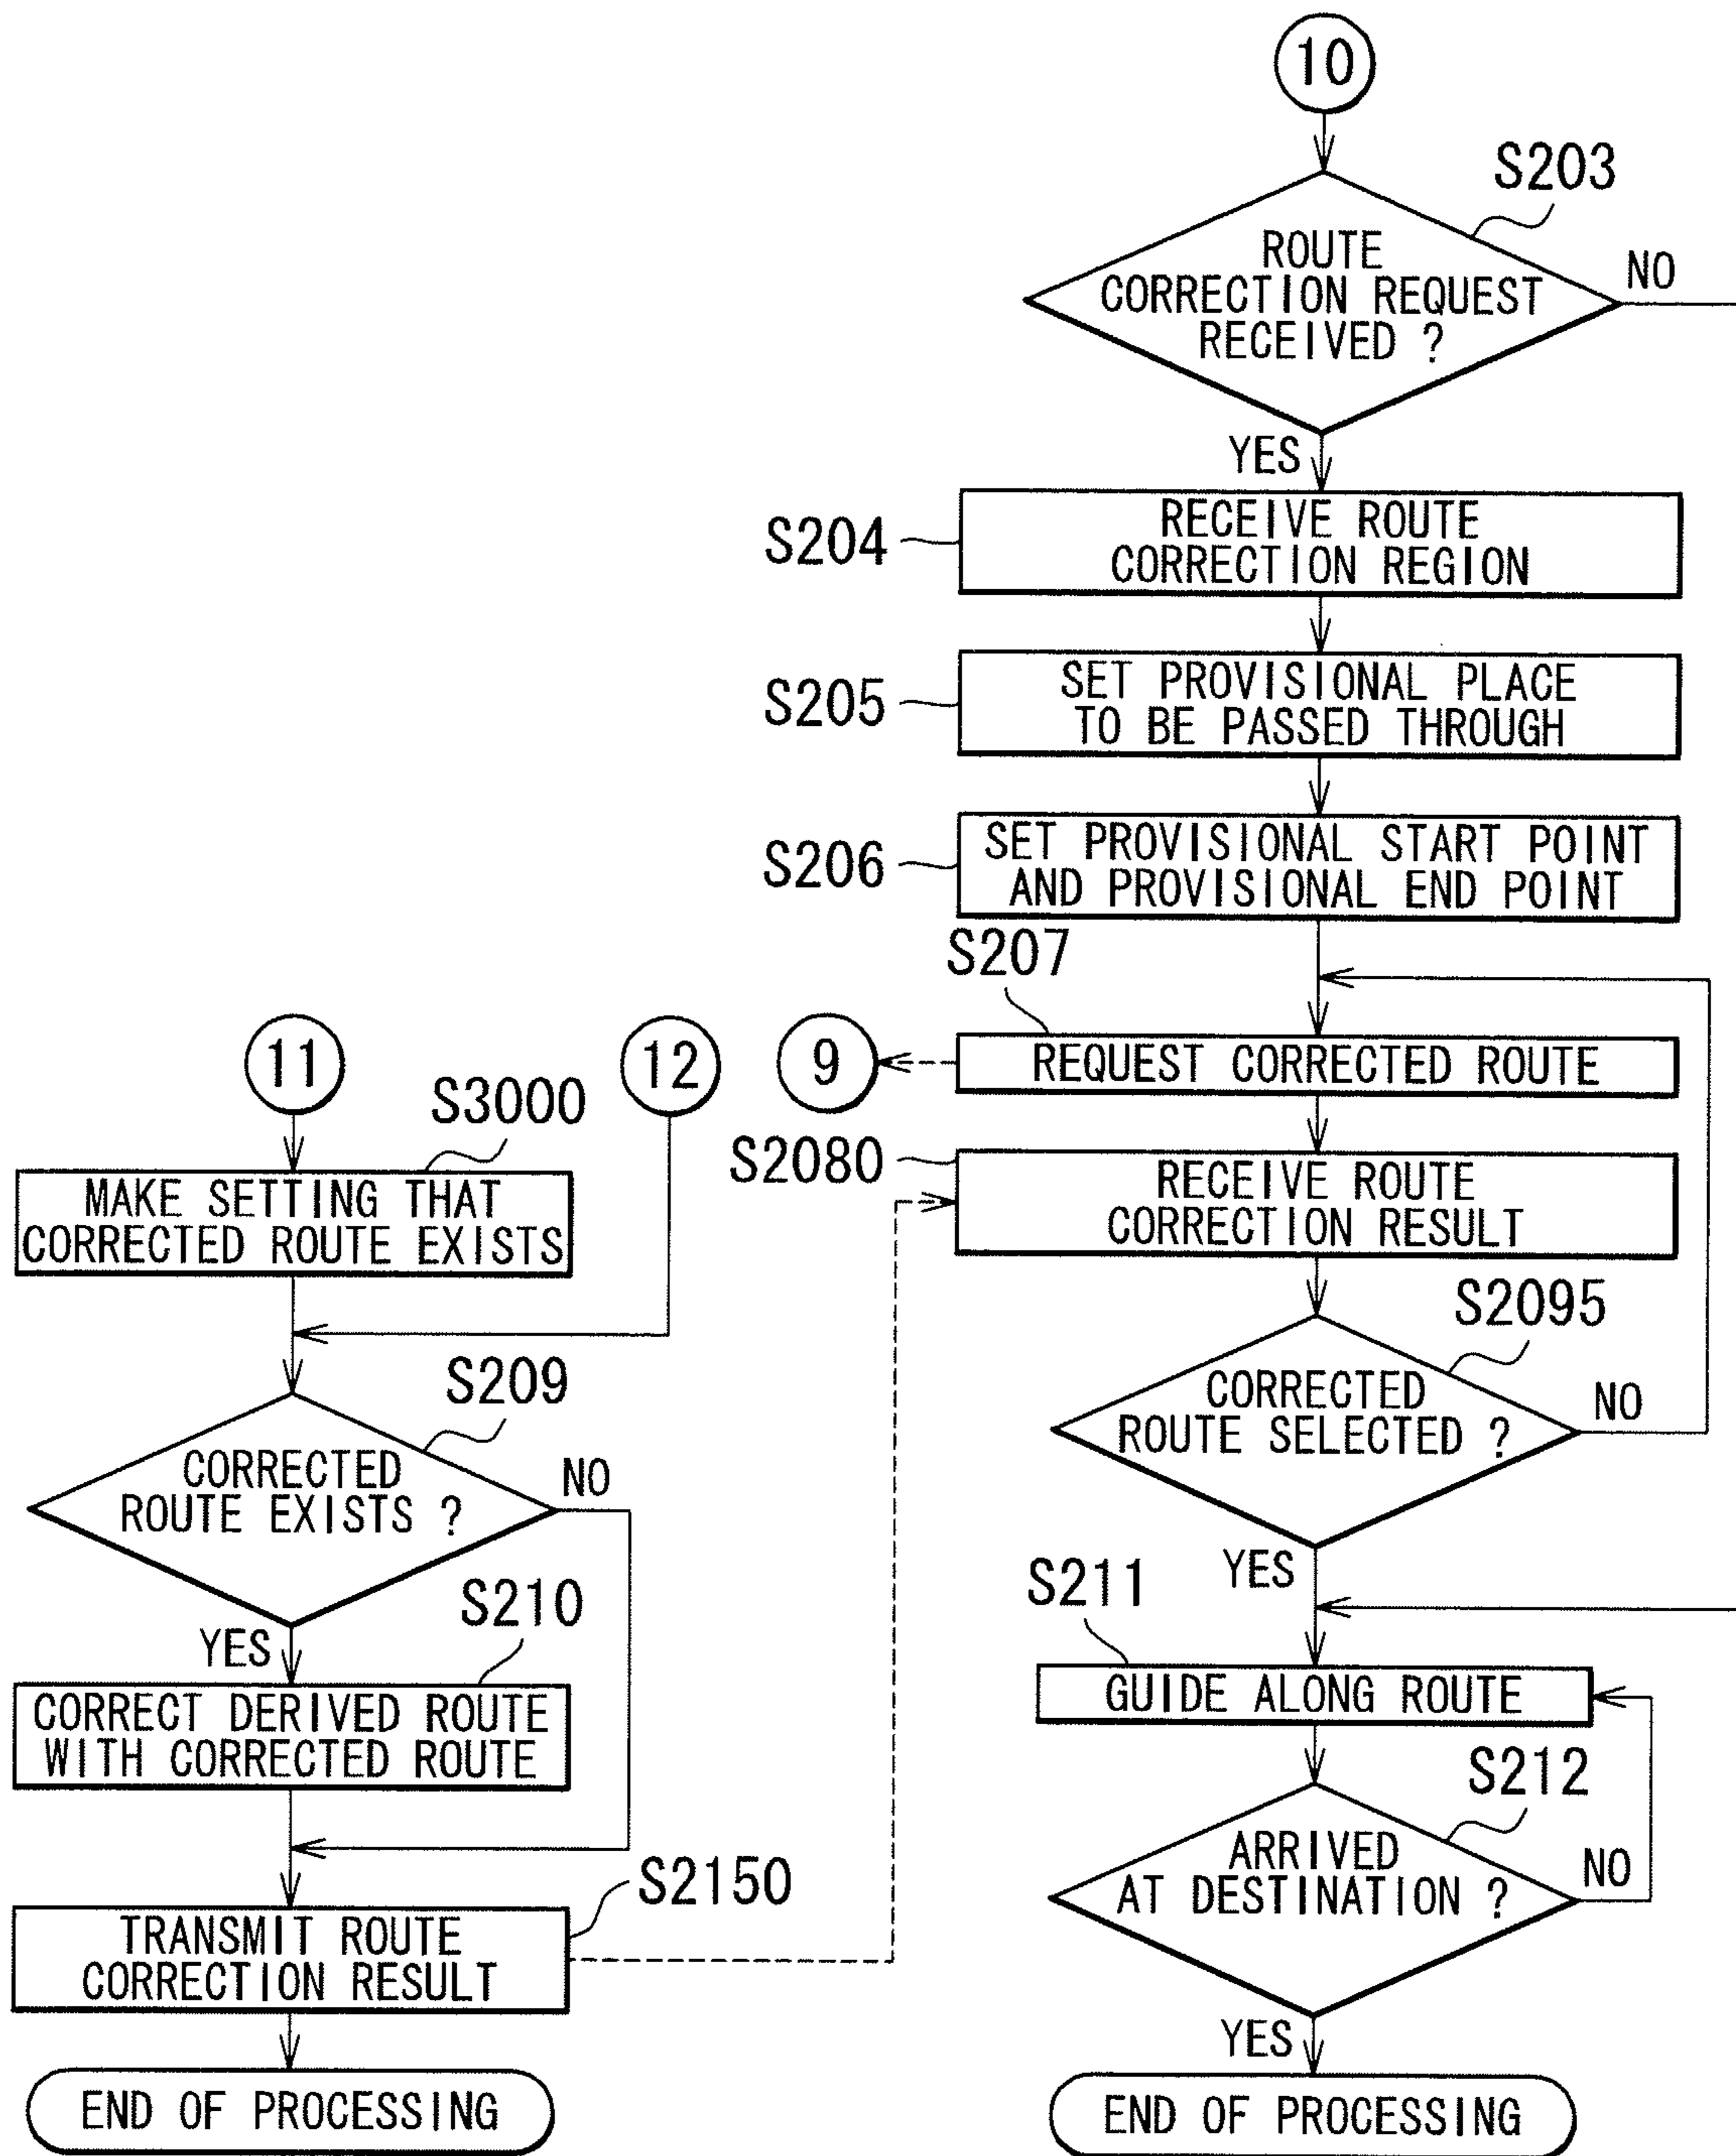 10
S203
ROUTE
CORRECTION REQUEST
RECEIVED ?
NO
YES
S204
RECEIVE ROUTE
CORRECTION REGION
S205
SET PROVISIONAL PLACE
TO BE PASSED THROUGH
S206
SET PROVISIONAL START POINT
AND PROVISIONAL END POINT
S207
9
REQUEST CORRECTED ROUTE
S2080
RECEIVE ROUTE
CORRECTION RESULT
S2095
CORRECTED
ROUTE SELECTED ?
NO
YES
S211
GUIDE ALONG ROUTE
S212
ARRIVED
AT DESTINATION ?
NO
YES
END OF PROCESSING
11
12
S3000
MAKE SETTING THAT
CORRECTED ROUTE EXISTS
S209
CORRECTED
ROUTE EXISTS ?
NO
YES
S210
CORRECT DERIVED ROUTE
WITH CORRECTED ROUTE
S2150
TRANSMIT ROUTE
CORRECTION RESULT
END OF PROCESSING